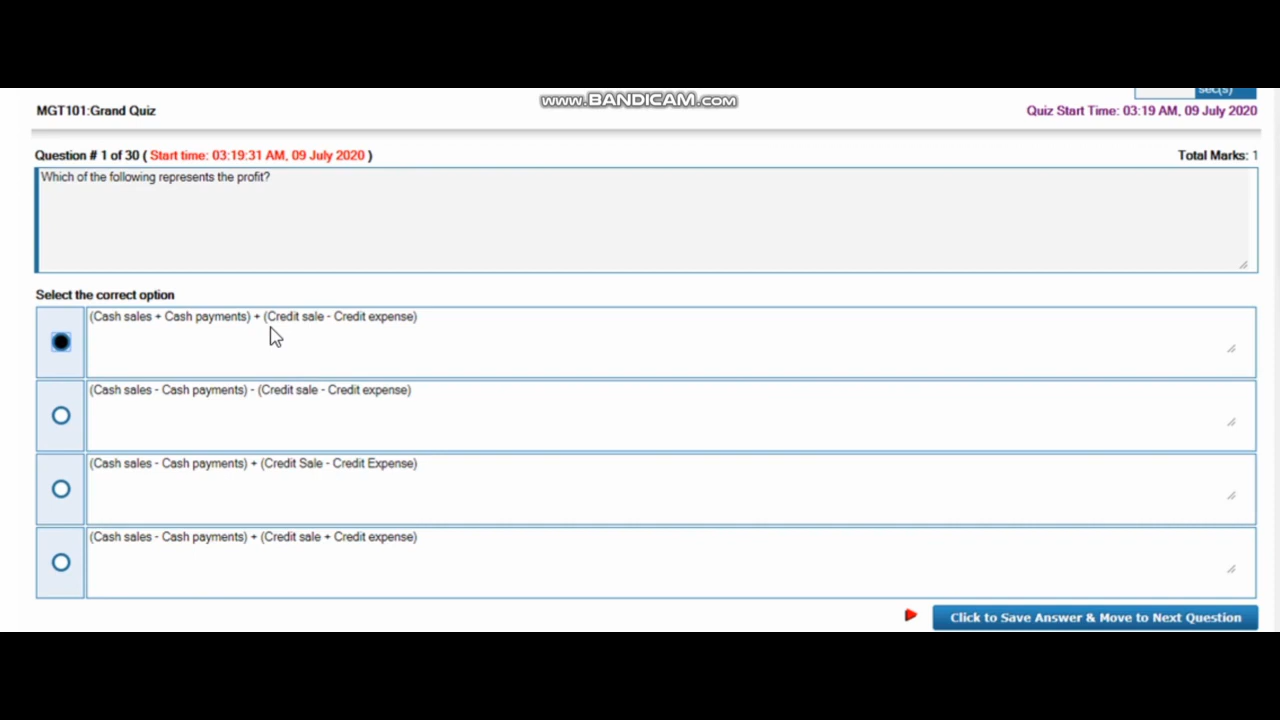 www.BANDICAM.com
sec(s)
MGT101:Grand Quiz
Quiz Start Time: 03:19 AM, 09 July 2020
Question # 1 of 30 ( Start time: 03:19:31 AM, 09 July 2020 )
Total Marks: 1
Which of the following represents the profit?
Select the correct option
(Cash sales + Cash payments) + (Credit sale - Credit expense)
(Cash sales - Cash payments) - (Credit sale - Credit expense)
(Cash sales - Cash payments) + (Credit Sale - Credit Expense)
(Cash sales - Cash payments) + (Credit sale + Credit expense)
Click to Save Answer & Move to Next Question